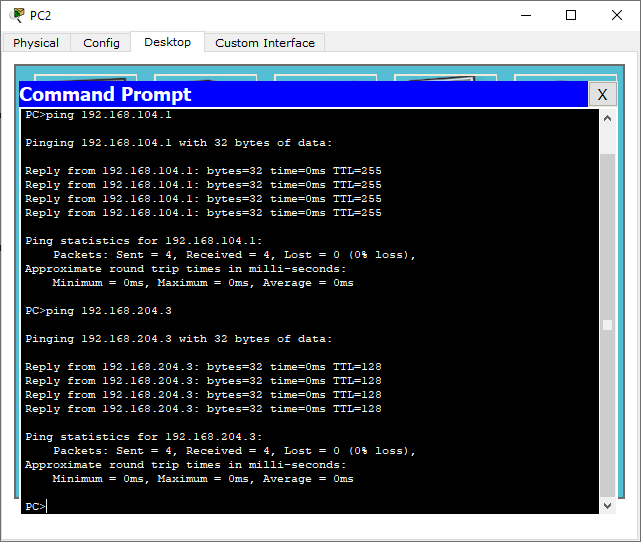 PC2
Physical Config Desktop Custom Interface
Command Prompt X
PC>ping 192.168.104.1
Pinging 192.168.104.1 with 32 bytes of data:
Reply from 192.168.104.1: bytes=32 time=0ms TTL=255
Reply from 192.168.104.1: bytes=32 time=0ms TTL=255
Reply from 192.168.104.1: bytes=32 time=0ms TTL=255
Reply from 192.168.104.1: bytes=32 time=0ms TTL=255
Ping statistics for 192.168.104.1:
Packets: Sent = 4, Received = 4, Lost = 0 (0% loss),
Approximate round trip times in milli-seconds:
Minimum = 0ms, Maximum = 0ms, Average = 0ms
PC>ping 192.168.204.3
Pinging 192.168.204.3 with 32 bytes of data:
Reply from 192.168.204.3: bytes=32 time=0ms TTL=128
Reply from 192.168.204.3: bytes=32 time=0ms TTL=128
Reply from 192.168.204.3: bytes=32 time=0ms TTL=128
Reply from 192.168.204.3: bytes=32 time=0ms TTL=128
Ping statistics for 192.168.204.3:
Packets: Sent = 4, Received = 4, Lost = 0 (0% loss),
Approximate round trip times in milli-seconds:
Minimum = 0ms, Maximum = 0ms, Average = 0ms
PC>